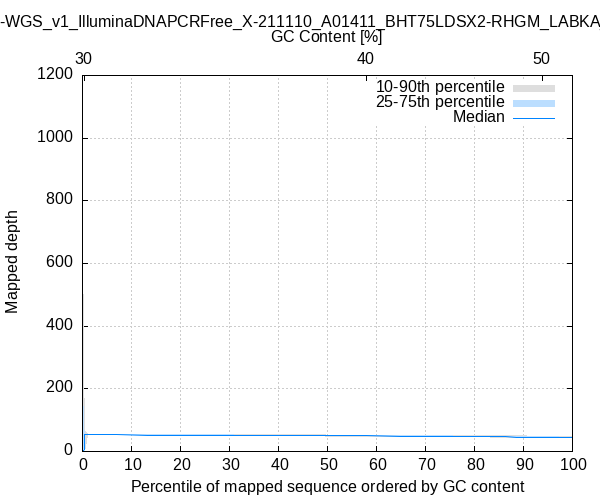 -WGS_v1_IlluminaDNAPCRFree_X-211110_A01411_BHT75LDSX2-RHGM_LABKA
GC Content [%]
30 40 50
10-90th percentile
25-75th percentile
Median
1200
1000
800
600
400
200
0
Mapped depth
0 10 20 30 40 50 60 70 80 90 100
Percentile of mapped sequence ordered by GC content